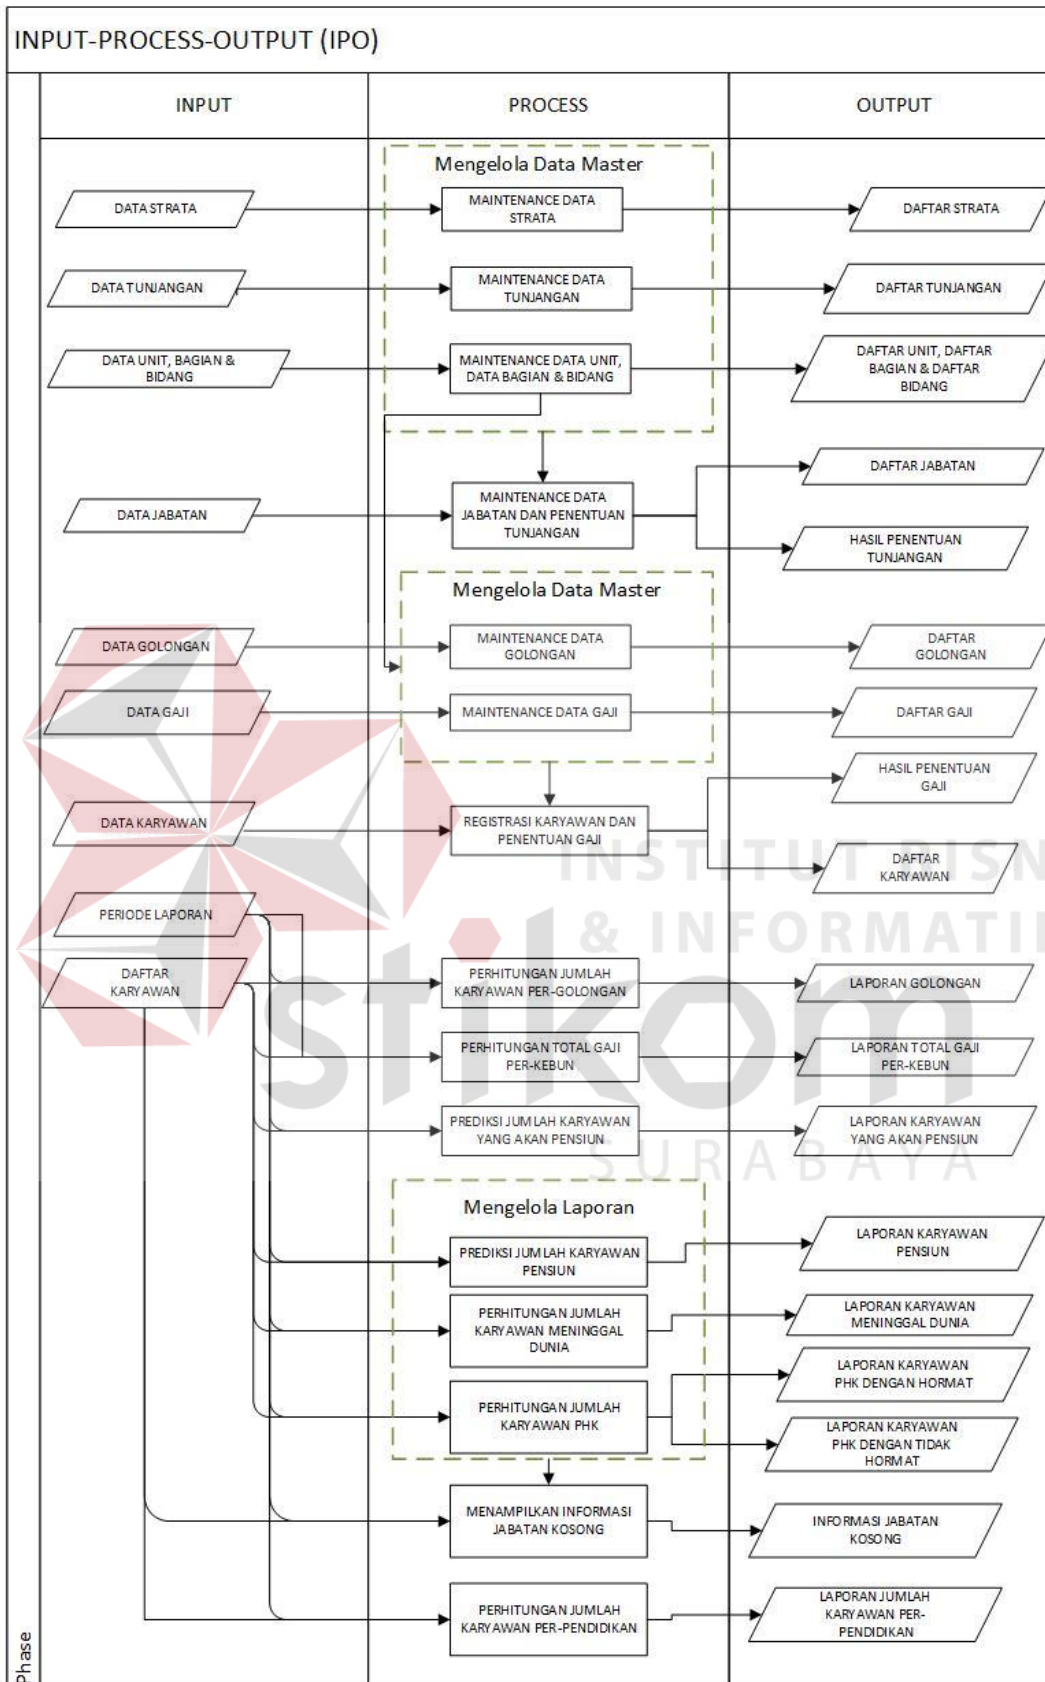 INPUT-PROCESS-OUTPUT (IPO)
INPUT
PROCESS
OUTPUT
Mengelola Data Master
DATA STRATA
MAINTENANCE DATA
STRATA
DAFTAR STRATA
DATA TUNJANGAN
MAINTENANCE DATA
TUNJANGAN
DAFTAR TUNJANGAN
DATA UNIT, BAGIAN &
BIDANG
MAINTENANCE DATA UNIT,
DATA BAGIAN & BIDANG
DAFTAR UNIT, DAFTAR
BAGIAN & DAFTAR
BIDANG
DATA JABATAN
MAINTENANCE DATA
JABATAN DAN PENENTUAN
TUNJANGAN
DAFTAR JABATAN
HASIL PENENTUAN
TUNJANGAN
Mengelola Data Master
DATA GOLONGAN
MAINTENANCE DATA
GOLONGAN
DAFTAR
GOLONGAN
DATA GAJI
MAINTENANCE DATA GAJI
DAFTAR GAJI
DATA KARYAWAN
REGISTRASI KARYAWAN DAN
PENENTUAN GAJI
HASIL PENENTUAN
GAJI
DAFTAR
KARYAWAN
INSTITUT BISN
& INFORMATI
stikom
SURABAYA
PERIODE LAPORAN
DAFTAR
KARYAWAN
PERHITUNGAN JUMLAH
KARYAWAN PER-GOLONGAN
LAPORAN GOLONGAN
PERHITUNGAN TOTAL GAJI
PER-KEBUN
LAPORAN TOTAL GAJI
PER-KEBUN
PREDIKSI JUMLAH KARYAWAN
YANG AKAN PENSIUN
LAPORAN KARYAWAN
YANG AKAN PENSIUN
Mengelola Laporan
PREDIKSI JUMLAH KARYAWAN
PENSIUN
LAPORAN KARYAWAN
PENSIUN
PERHITUNGAN JUMLAH
KARYAWAN MENINGGAL
DUNIA
LAPORAN KARYAWAN
MENINGGAL DUNIA
PERHITUNGAN JUMLAH
KARYAWAN PHK
LAPORAN KARYAWAN
PHK DENGAN HORMAT
LAPORAN KARYAWAN
PHK DENGAN TIDAK
HORMAT
MENAMPILKAN INFORMASI
JABATAN KOSONG
INFORMASI JABATAN
KOSONG
PERHITUNGAN JUMLAH
KARYAWAN PER-PENDIDIKAN
LAPORAN JUMLAH
KARYAWAN PER-
PENDIDIKAN
Phase